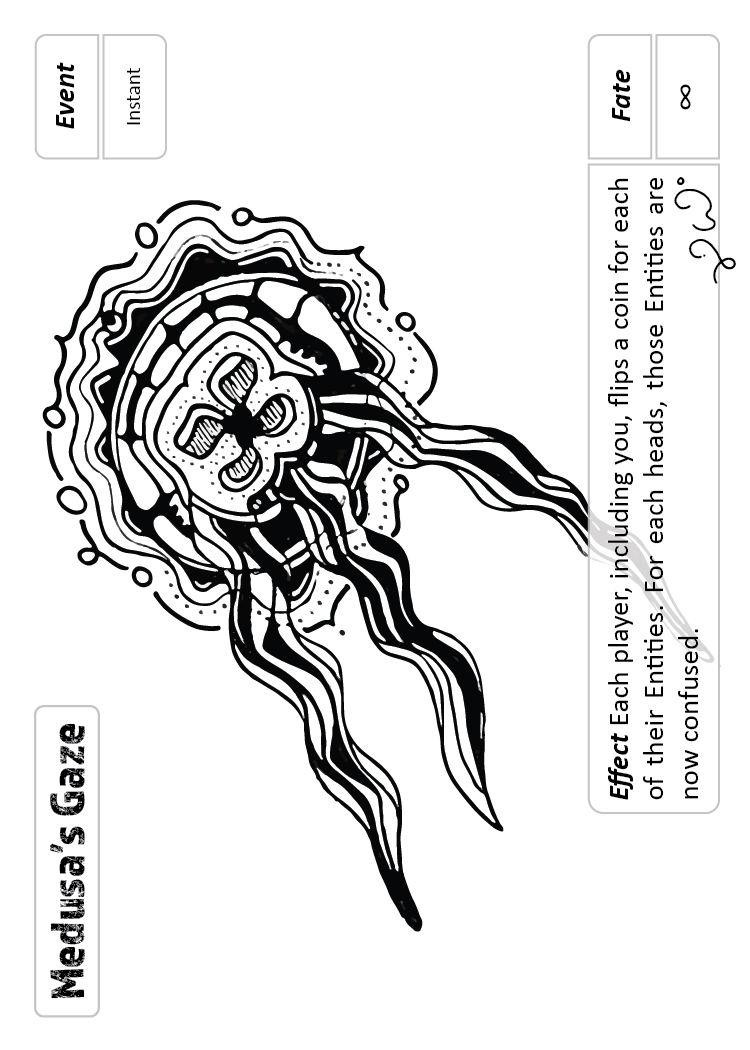 Medusa's Gaze
Event
Instant
Effect Each player, including you, flips a coin for each
of their Entities. For each heads, those Entities are
now confused.
Fate
∞